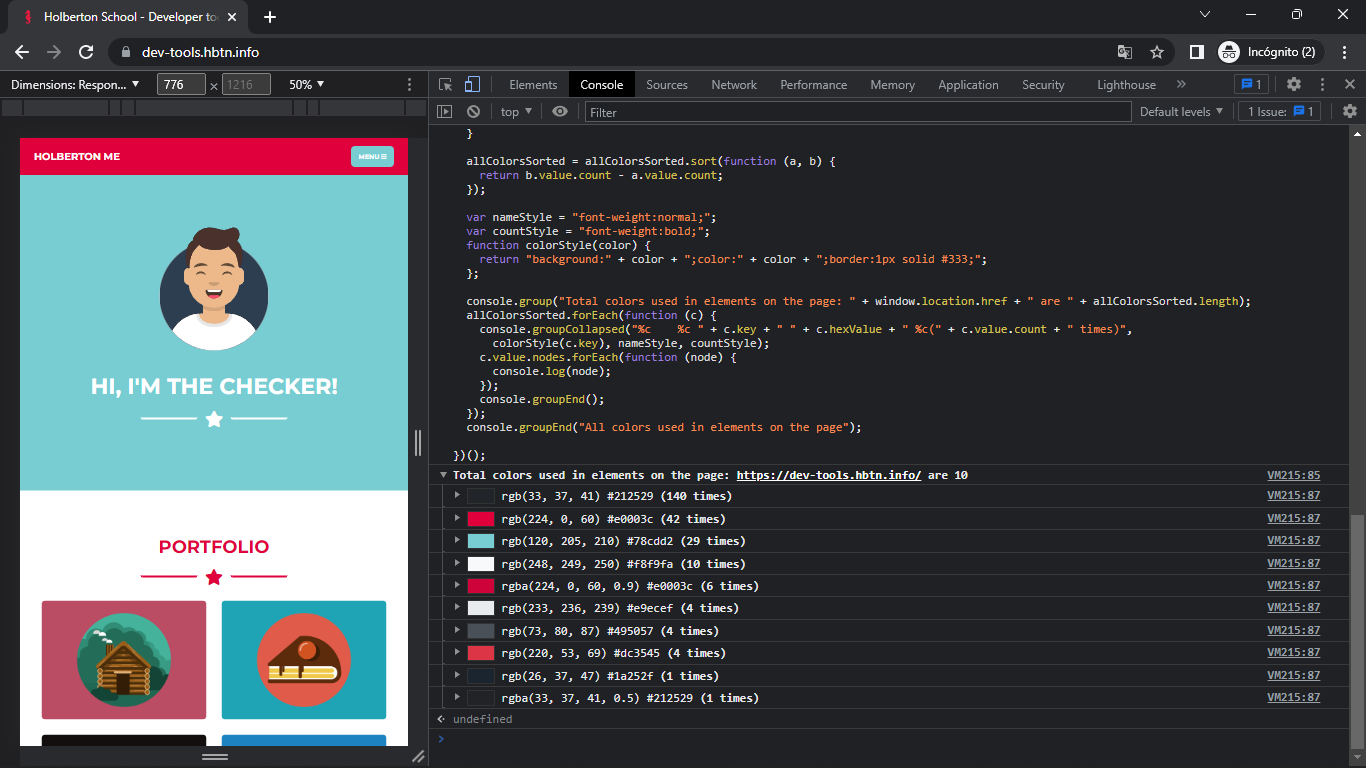 Holberton School - Developer to
dev-tools.hbtn.info
Incógnito (2)
Dimensions: Respon... ▼ 776 × 1216 50% ▼
Elements Console Sources Network Performance Memory Application Security Lighthouse » 1
top ▼ Filter Default levels ▼ 1 Issue: 1
HOLBERTON ME
MENU
HI, I'M THE CHECKER!
PORTFOLIO
}
allColorsSorted = allColorsSorted.sort(function (a, b) {
return b.value.count - a.value.count;
});
var nameStyle = "font-weight:normal;";
var countStyle = "font-weight:bold;";
function colorStyle(color) {
return "background:" + color + ";color:" + color + ";border:1px solid #333;";
};
console.group("Total colors used in elements on the page: " + window.location.href + " are " + allColorsSorted.length);
allColorsSorted.forEach(function (c) {
console.groupCollapsed("%c    %c " + c.key + " " + c.hexValue + " %c(" + c.value.count + " times)",
colorStyle(c.key), nameStyle, countStyle);
c.value.nodes.forEach(function (node) {
console.log(node);
});
console.groupEnd();
});
console.groupEnd("All colors used in elements on the page");
})();
Total colors used in elements on the page: https://dev-tools.hbtn.info/ are 10 VM215:85
rgb(33, 37, 41) #212529 (140 times) VM215:87
rgb(224, 0, 60) #e0003c (42 times) VM215:87
rgb(120, 205, 210) #78cdd2 (29 times) VM215:87
rgb(248, 249, 250) #f8f9fa (10 times) VM215:87
rgba(224, 0, 60, 0.9) #e0003c (6 times) VM215:87
rgb(233, 236, 239) #e9ecef (4 times) VM215:87
rgb(73, 80, 87) #495057 (4 times) VM215:87
rgb(220, 53, 69) #dc3545 (4 times) VM215:87
rgb(26, 37, 47) #1a252f (1 times) VM215:87
rgba(33, 37, 41, 0.5) #212529 (1 times) VM215:87
undefined